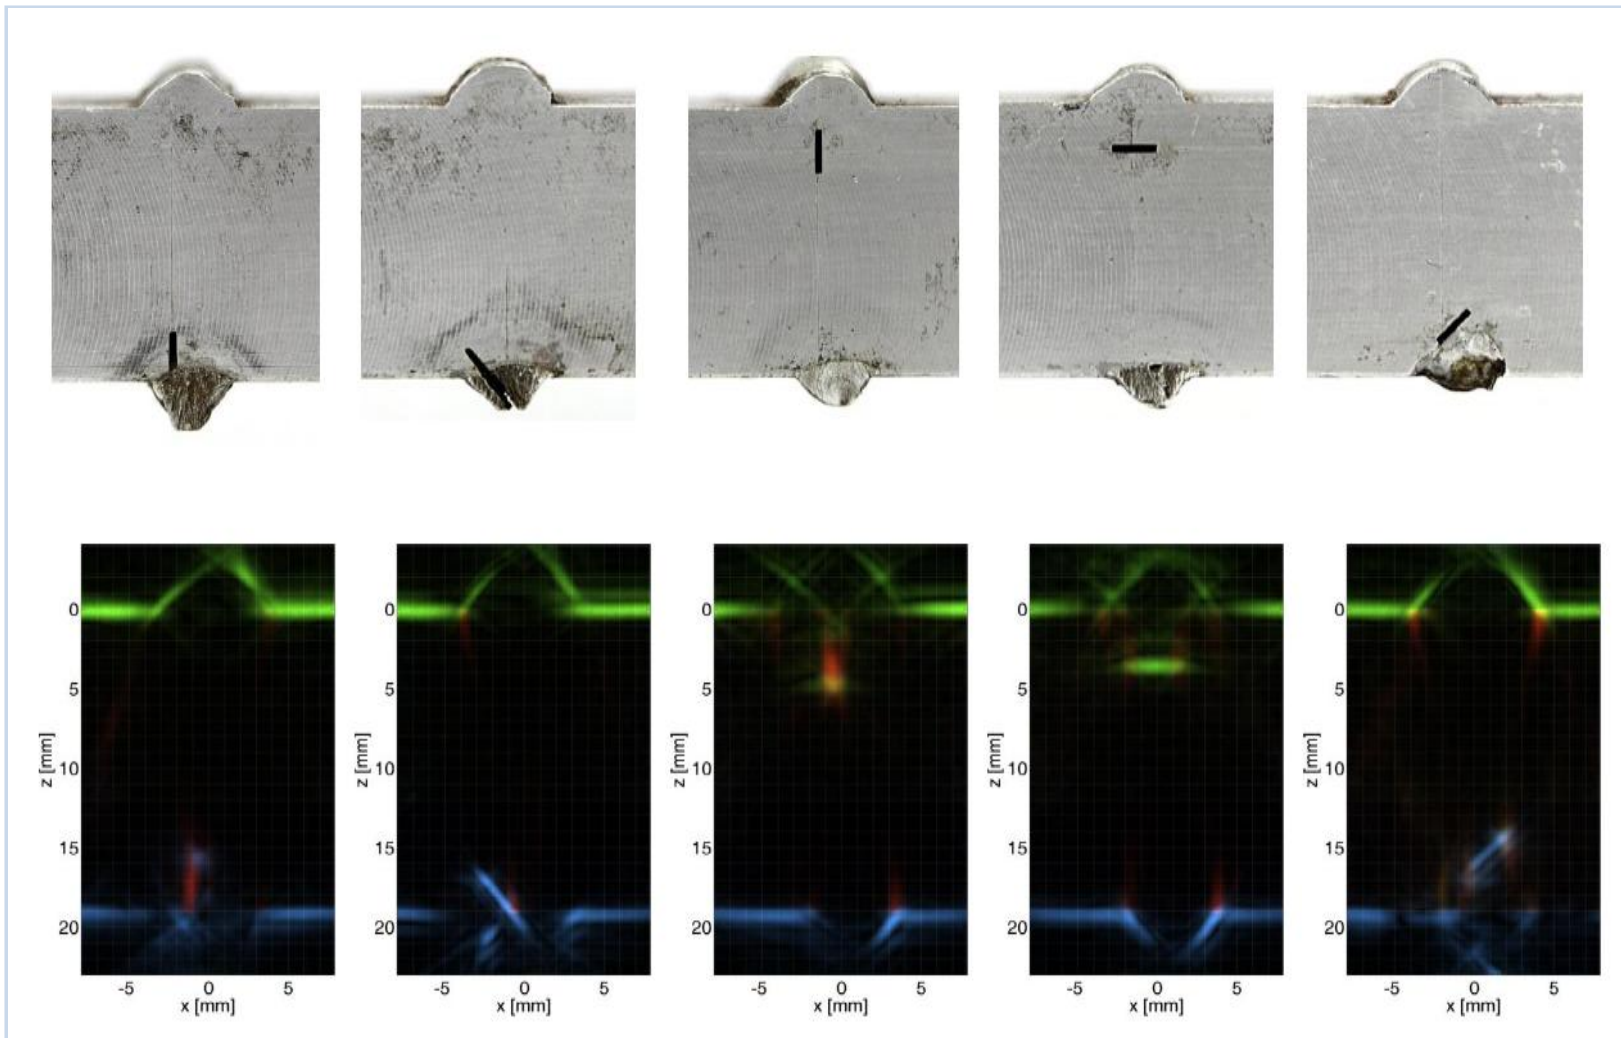 0 0 0 0 0
5 5 5 5 5
z [mm] z [mm] z [mm] z [mm] z [mm]
10 10 10 10 10
15 15 15 15 15
20 20 20 20 20
-5 0 5 -5 0 5 -5 0 5 -5 0 5 -5 0 5
x [mm] x [mm] x [mm] x [mm] x [mm]